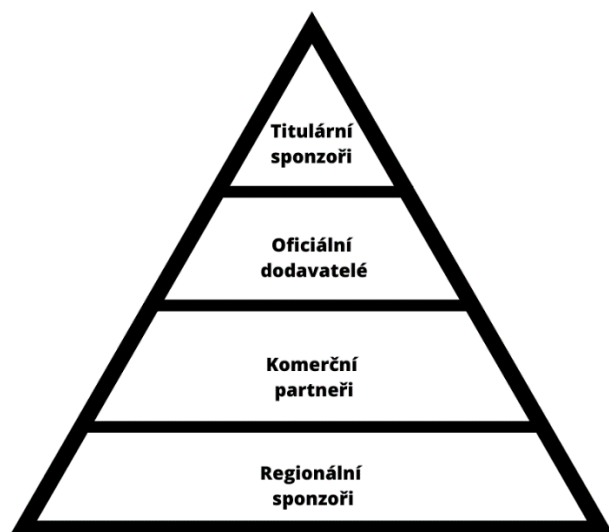 Titulární
sponzoři
Oficiální
dodavatelé
Komerční
partneři
Regionální
sponzoři